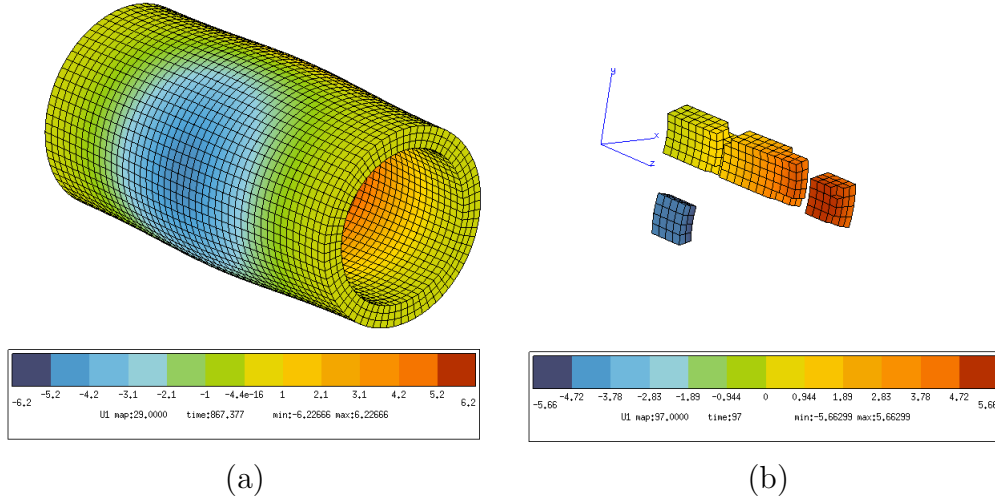 y
x
z
-6.2 -5.2 -4.2 -3.1 -2.1 -1 -4.4e-16 1 2.1 3.1 4.2 5.2 6.2
U1 map:29.0000 time:867.377 min:-6.22666 max:6.22666
-5.66 -4.72 -3.78 -2.83 -1.89 -0.944 0 0.944 1.89 2.83 3.78 4.72 5.66
U1 map:97.0000 time:97 min:-5.66299 max:5.66299
(a) (b)